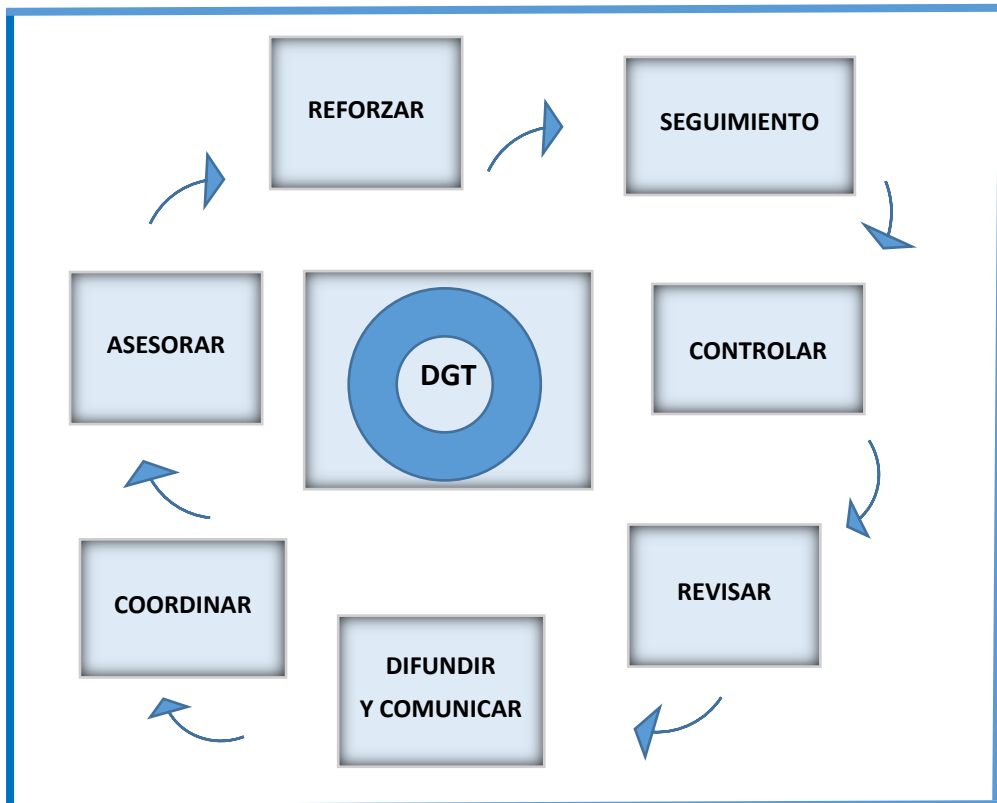 REFORZAR
SEGUIMIENTO
ASESORAR
DGT
CONTROLAR
COORDINAR
REVISAR
DIFUNDIR
Y COMUNICAR